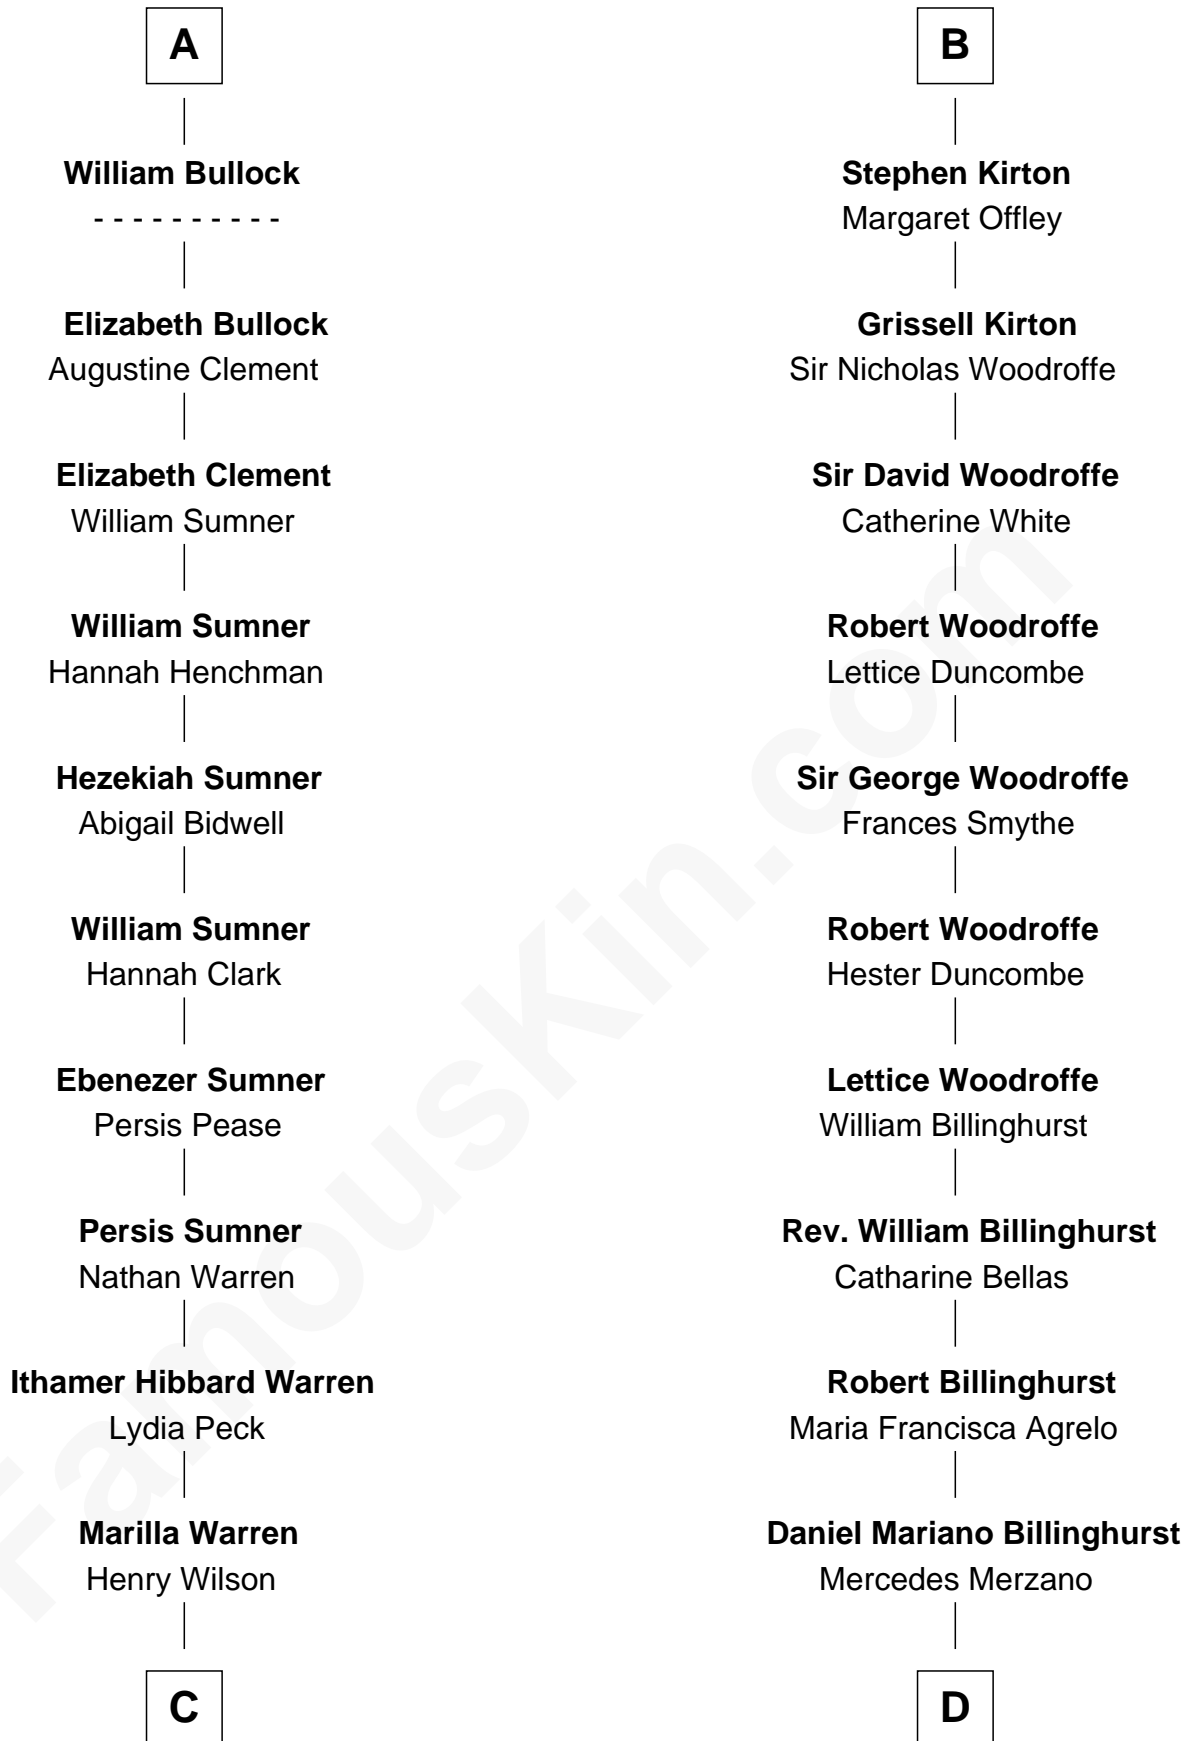 A
William Bullock
- - - - - - - - - -
Elizabeth Bullock
Augustine Clement
Elizabeth Clement
William Sumner
William Sumner
Hannah Henchman
Hezekiah Sumner
Abigail Bidwell
William Sumner
Hannah Clark
Ebenezer Sumner
Persis Pease
Persis Sumner
Nathan Warren
Ithamer Hibbard Warren
Lydia Peck
Marilla Warren
Henry Wilson
C
B
Stephen Kirton
Margaret Offley
Grissell Kirton
Sir Nicholas Woodroffe
Sir David Woodroffe
Catherine White
Robert Woodroffe
Lettice Duncombe
Sir George Woodroffe
Frances Smythe
Robert Woodroffe
Hester Duncombe
Lettice Woodroffe
William Billinghurst
Rev. William Billinghurst
Catharine Bellas
Robert Billinghurst
Maria Francisca Agrelo
Daniel Mariano Billinghurst
Mercedes Merzano
D
FamousKin.com